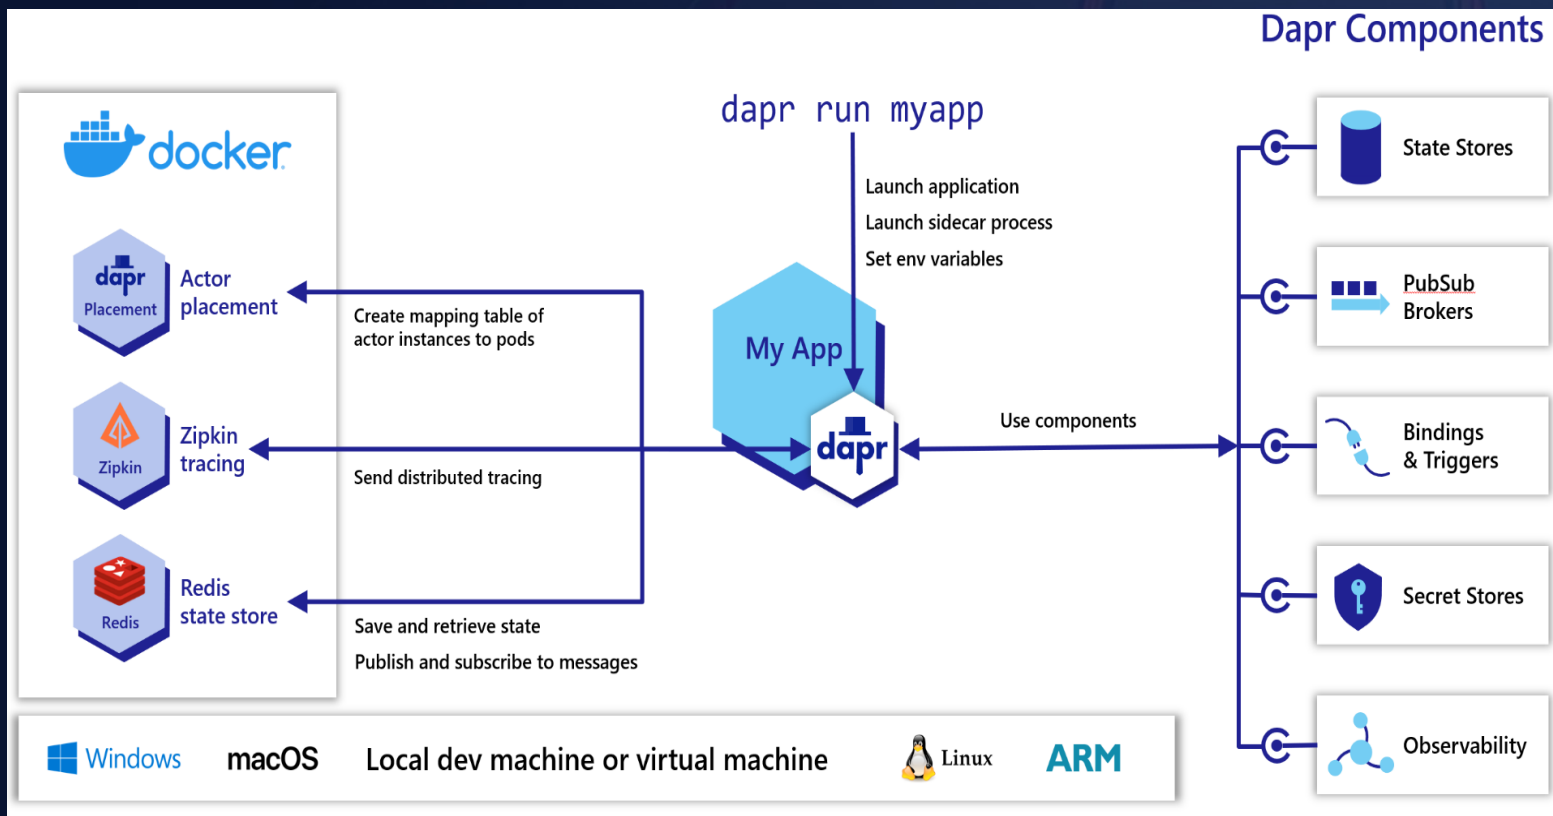 Dapr Components
docker
dapr run myapp
Launch application
Launch sidecar process
Set env variables
dapr
Placement
Actor
placement
Create mapping table of
actor instances to pods
My App
dapr
Zipkin
Zipkin
tracing
Send distributed tracing
Use components
Redis
Redis
state store
Save and retrieve state
Publish and subscribe to messages
State Stores
PubSub
Brokers
Bindings
& Triggers
Secret Stores
Observability
Windows
macOS
Local dev machine or virtual machine
Linux
ARM